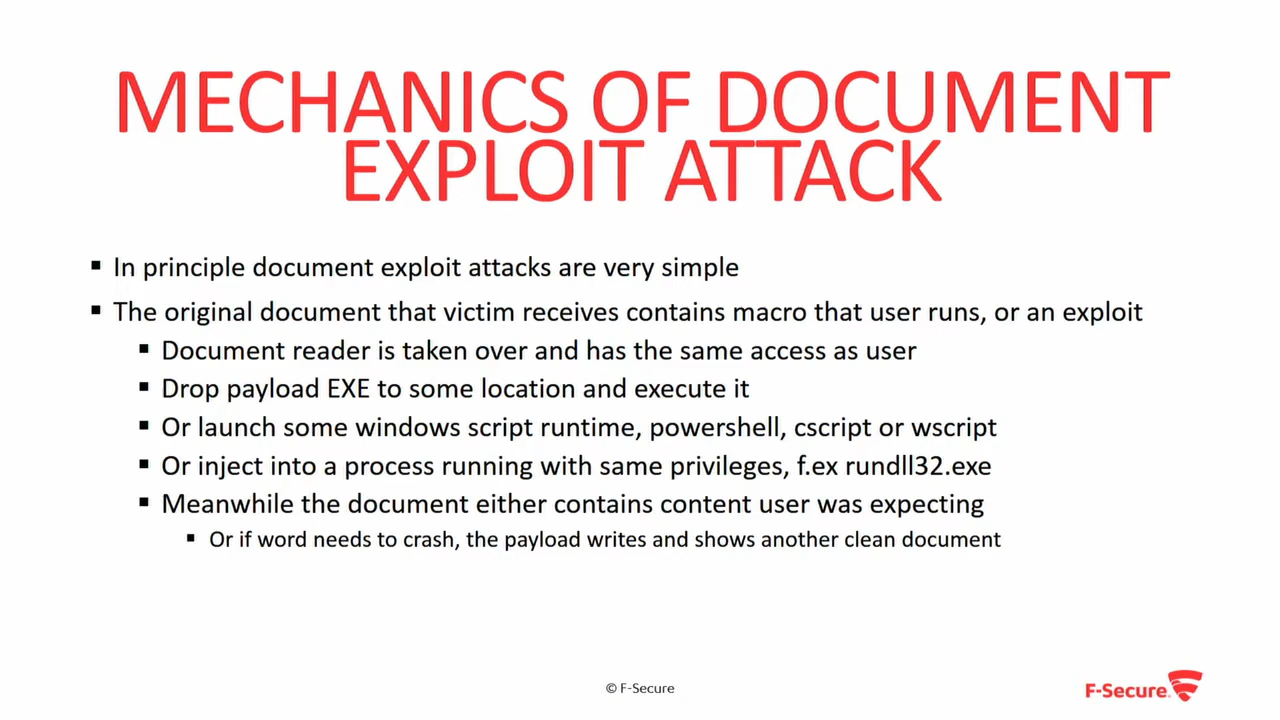 MECHANICS OF DOCUMENT
EXPLOIT ATTACK
▪ In principle document exploit attacks are very simple
▪ The original document that victim receives contains macro that user runs, or an exploit
▪ Document reader is taken over and has the same access as user
▪ Drop payload EXE to some location and execute it
▪ Or launch some windows script runtime, powershell, cscript or wscript
▪ Or inject into a process running with same privileges, f.ex rundll32.exe
▪ Meanwhile the document either contains content user was expecting
▪ Or if word needs to crash, the payload writes and shows another clean document
© F-Secure
F-Secure.